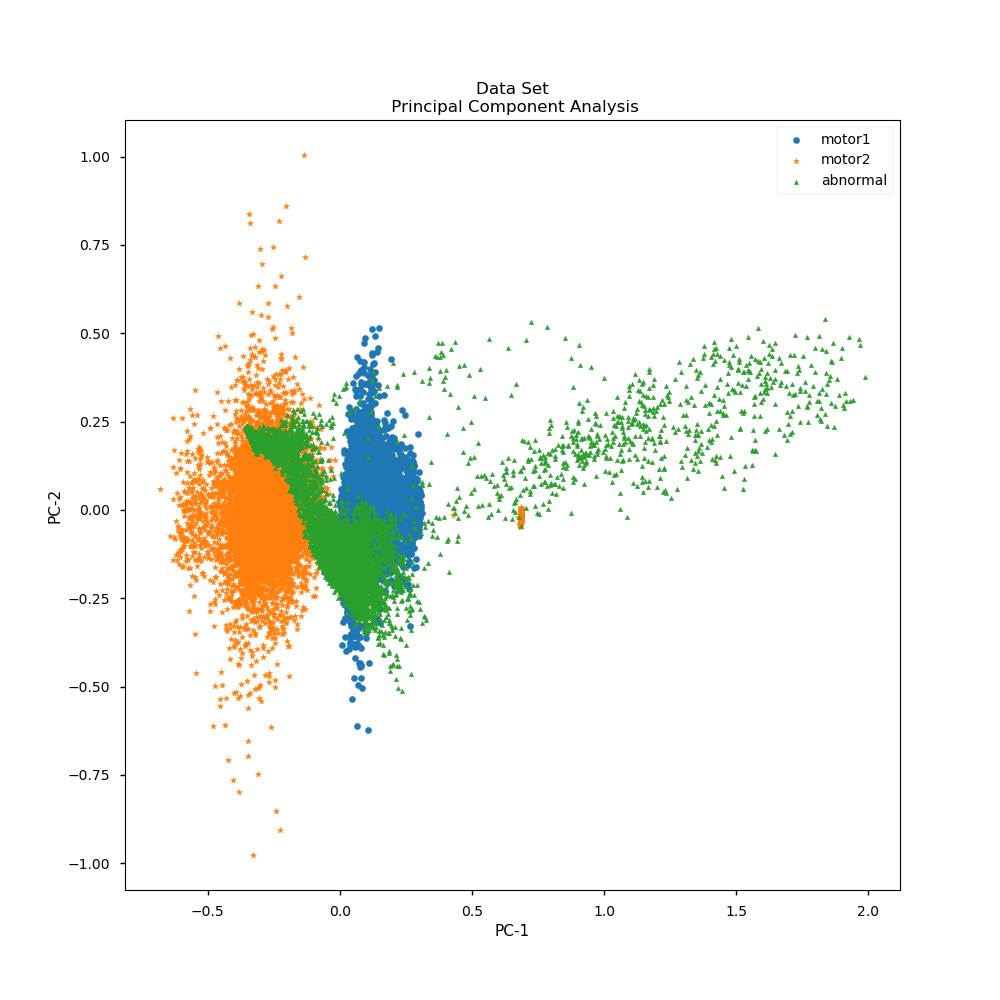 Data Set
Principal Component Analysis
motor1
motor2
abnormal
1.00
0.75
0.50
0.25
0.00
−0.25
−0.50
−0.75
−1.00
PC-2
−0.5
0.0
0.5
1.0
1.5
2.0
PC-1